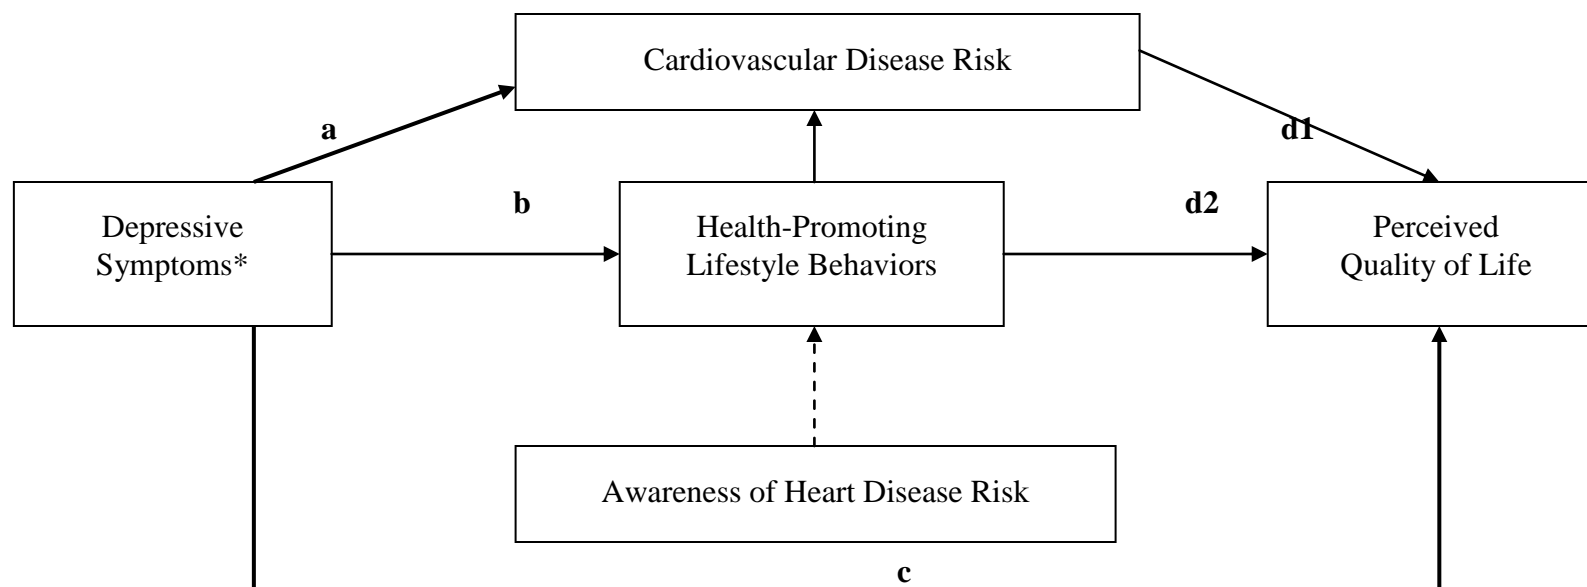 Cardiovascular Disease Risk
a
d1
b
d2
Depressive
Symptoms*
Health-Promoting
Lifestyle Behaviors
Perceived
Quality of Life
Awareness of Heart Disease Risk
c